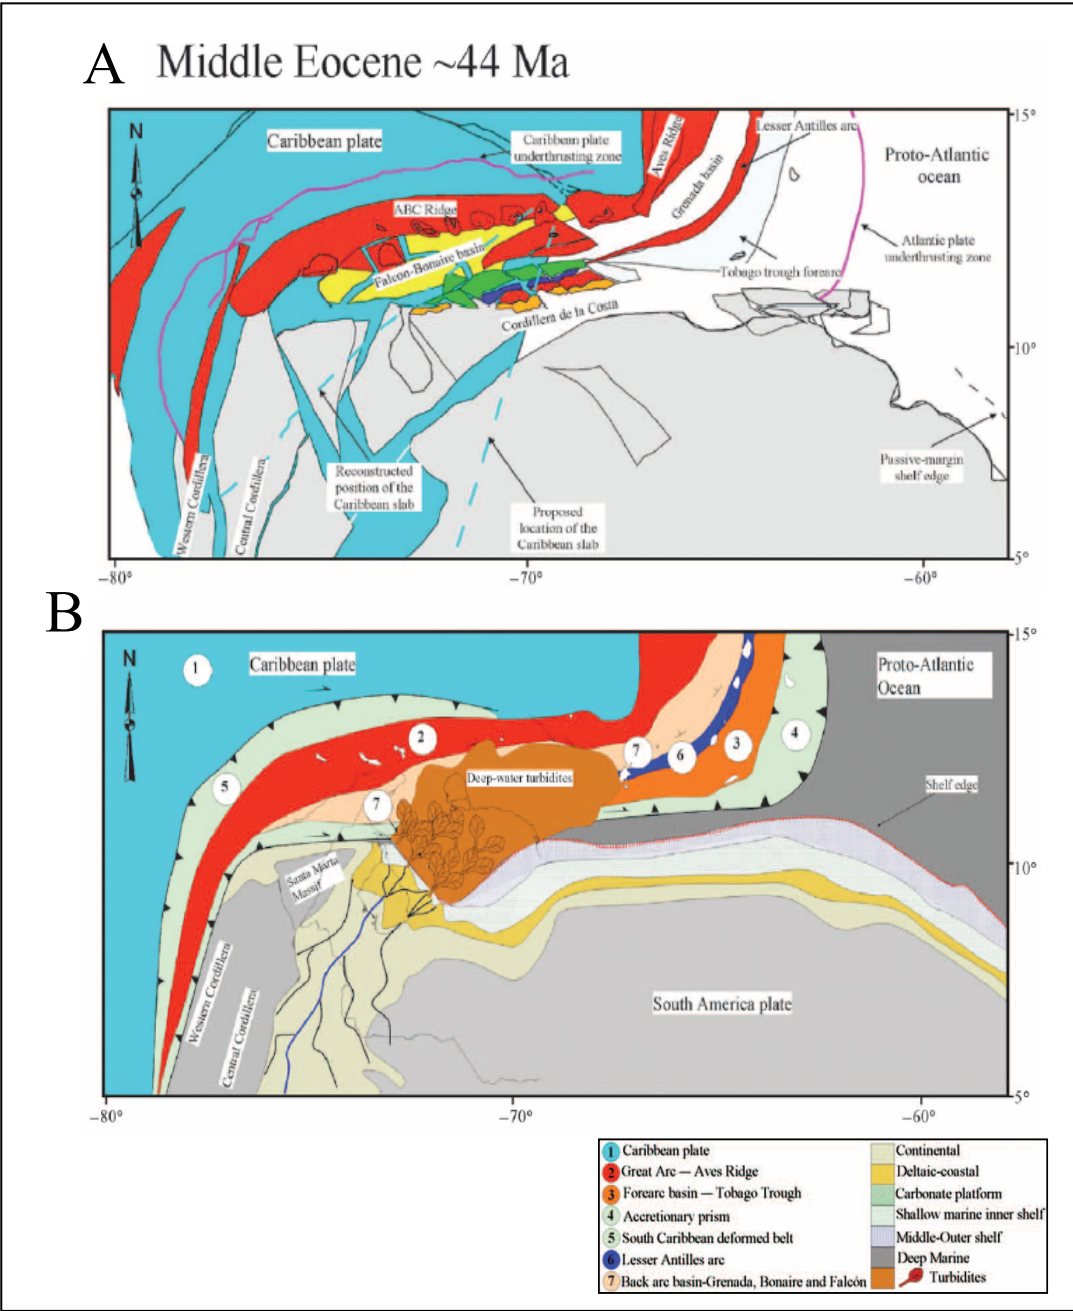 A Middle Eocene ~44 Ma
N
Caribbean plate
Caribbean plate
underthrusting zone
Aves Ridge
Lesser Antilles arc
Grenada basin
Proto-Atlantic
ocean
15°
ABC Ridge
Falcon-Bonaire basin
Atlantic plate
underthrusting zone
Tobago trough forearc
Cordillera de la Costa
10°
Reconstructed
position of the
Caribbean slab
Proposed
location of the
Caribbean slab
Passive-margin
shelf edge
Western Cordillera
Central Cordillera
5°
−80°
−70°
−60°
B
N
1
Caribbean plate
Proto-Atlantic
Ocean
15°
2
7
6
3
4
5
7
Deep-water turbidites
Shelf edge
Santa Marta
Massif
10°
Western Cordillera
Central Cordillera
South America plate
5°
−80°
−70°
−60°
1 Caribbean plate
2 Great Arc — Aves Ridge
3 Forearc basin — Tobago Trough
4 Accretionary prism
5 South Caribbean deformed belt
6 Lesser Antilles arc
7 Back arc basin-Grenada, Bonaire and Falcón
Continental
Deltaic-coastal
Carbonate platform
Shallow marine inner shelf
Middle-Outer shelf
Deep Marine
Turbidites